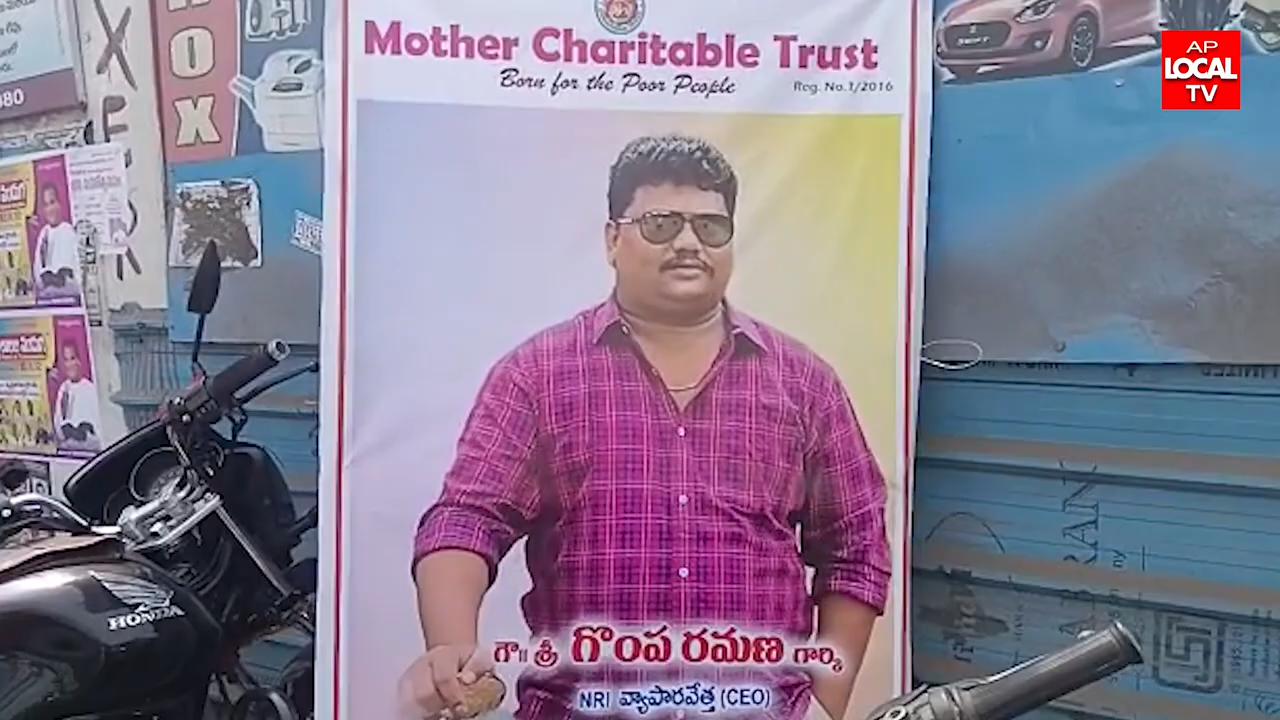 AP
LOCAL
TV
Mother Charitable Trust
Born for the Poor People
Reg. No.1/2016
గౌ॥ శ్రీ గొంప రమణ గార్కి
NRI వ్యాపారవేత్త (CEO)
HONDA
OX
SWIFT